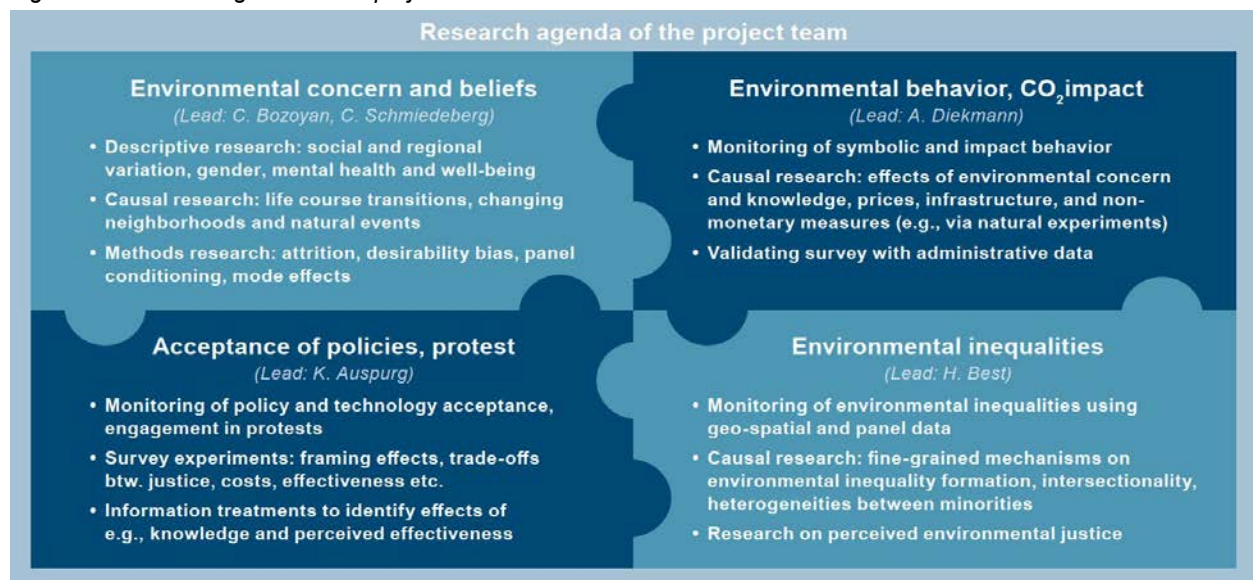 Research agenda of the project team
Environmental concern and beliefs
(Lead: C. Bozoyan, C. Schmiedeberg)
• Descriptive research: social and regional
variation, gender, mental health and well-being
• Causal research: life course transitions, changing
neighborhoods and natural events
• Methods research: attrition, desirability bias, panel
conditioning, mode effects
Environmental behavior, CO₂impact
(Lead: A. Diekmann)
• Monitoring of symbolic and impact behavior
• Causal research: effects of environmental concern
and knowledge, prices, infrastructure, and non-
monetary measures (e.g., via natural experiments)
• Validating survey with administrative data
Acceptance of policies, protest
(Lead: K. Auspurg)
• Monitoring of policy and technology acceptance,
engagement in protests
• Survey experiments: framing effects, trade-offs
btw. justice, costs, effectiveness etc.
• Information treatments to identify effects of
e.g., knowledge and perceived effectiveness
Environmental inequalities
(Lead: H. Best)
• Monitoring of environmental inequalities using
geo-spatial and panel data
• Causal research: fine-grained mechanisms on
environmental inequality formation, intersectionality,
heterogeneities between minorities
• Research on perceived environmental justice